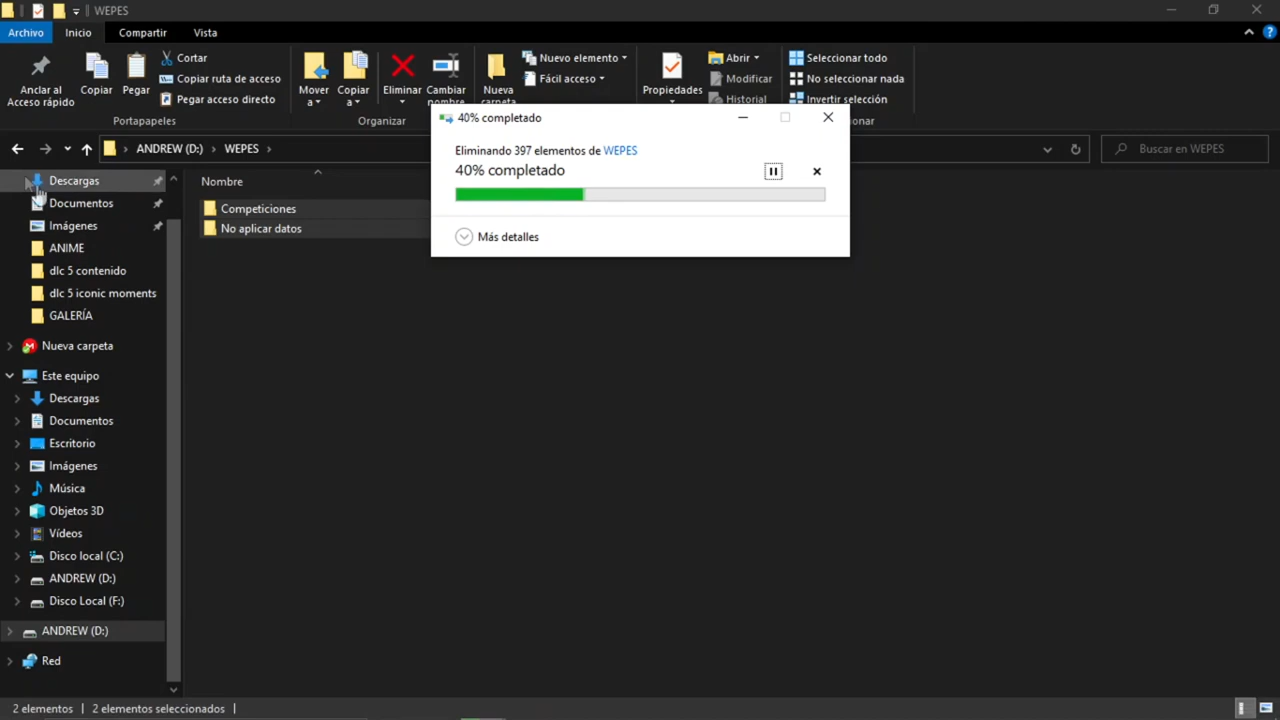 WEPES
Archivo
Inicio
Compartir
Vista
Anclar al
Acceso rápido
Copiar
Pegar
Cortar
Copiar ruta de acceso
Pegar acceso directo
Portapapeles
Mover
a
Copiar
a
Eliminar
Cambiar
nombre
Organizar
Nueva
carpeta
Nuevo elemento
Fácil acceso
Propiedades
Abrir
Modificar
Historial
Seleccionar todo
No seleccionar nada
Invertir selección
40% completado
Eliminando 397 elementos de WEPES
40% completado
Más detalles
ANDREW (D:)
WEPES
Buscar en WEPES
Descargas
Documentos
Imágenes
ANIME
dlc 5 contenido
dlc 5 iconic moments
GALERÍA
Nueva carpeta
Este equipo
Descargas
Documentos
Escritorio
Imágenes
Música
Objetos 3D
Vídeos
Disco local (C:)
ANDREW (D:)
Disco Local (F:)
ANDREW (D:)
Red
Nombre
Competiciones
No aplicar datos
2 elementos
2 elementos seleccionados